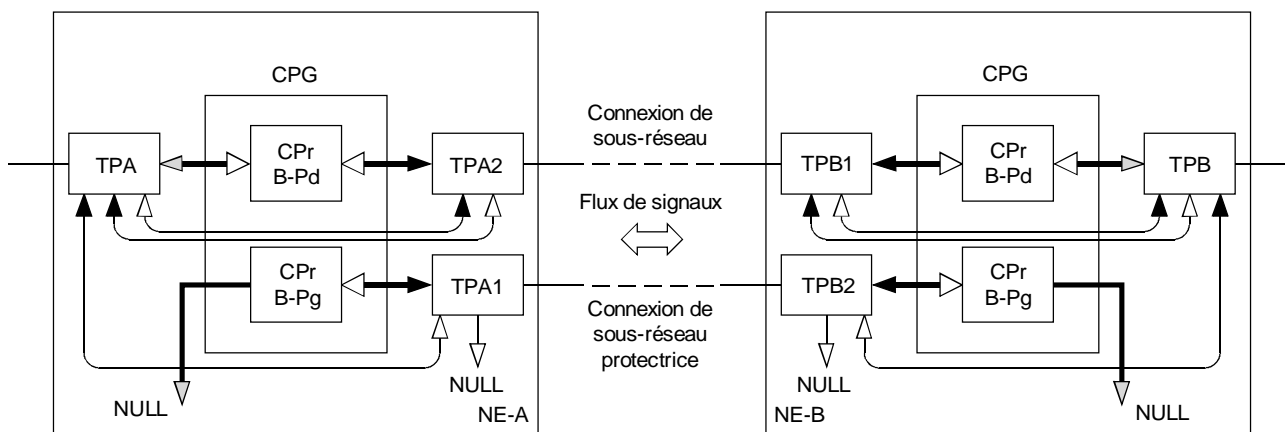 CPG
CPG
Connexion de
sous-réseau
TPA
CPr
B-Pd
TPA2
TPB1
CPr
B-Pd
TPB
Flux de signaux
CPr
B-Pg
TPA1
TPB2
CPr
B-Pg
Connexion de
sous-réseau
protectrice
NULL
NULL
NE-A
NULL
NE-B
NULL